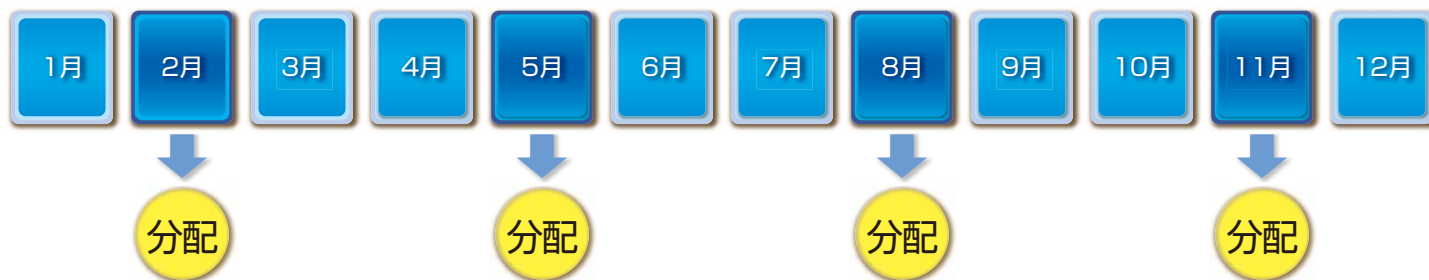 1月 2月 3月 4月 5月 6月 7月 8月 9月 10月 11月 12月
分配 分配 分配 分配